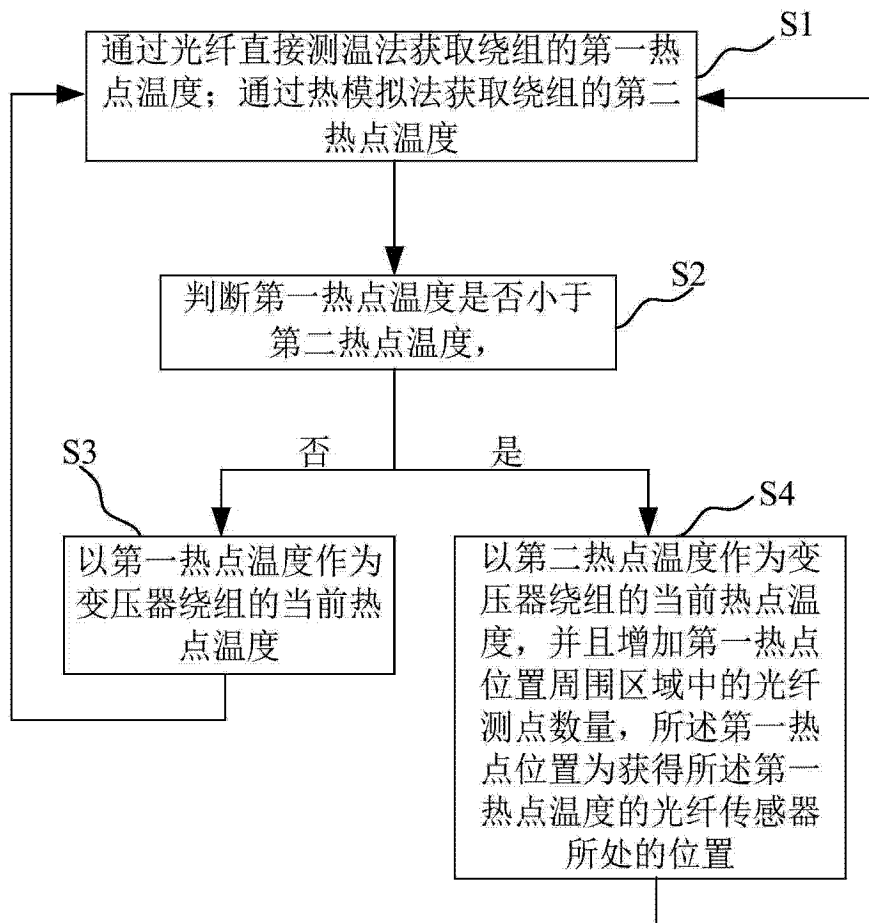 S1
通过光纤直接测温法获取绕组的第一热
点温度；通过热模拟法获取绕组的第二
热点温度
S2
判断第一热点温度是否小于
第二热点温度，
否
是
S3
以第一热点温度作为
变压器绕组的当前热
点温度
S4
以第二热点温度作为变
压器绕组的当前热点温
度，并且增加第一热点
位置周围区域中的光纤
测点数量，所述第一热
点位置为获得所述第一
热点温度的光纤传感器
所处的位置